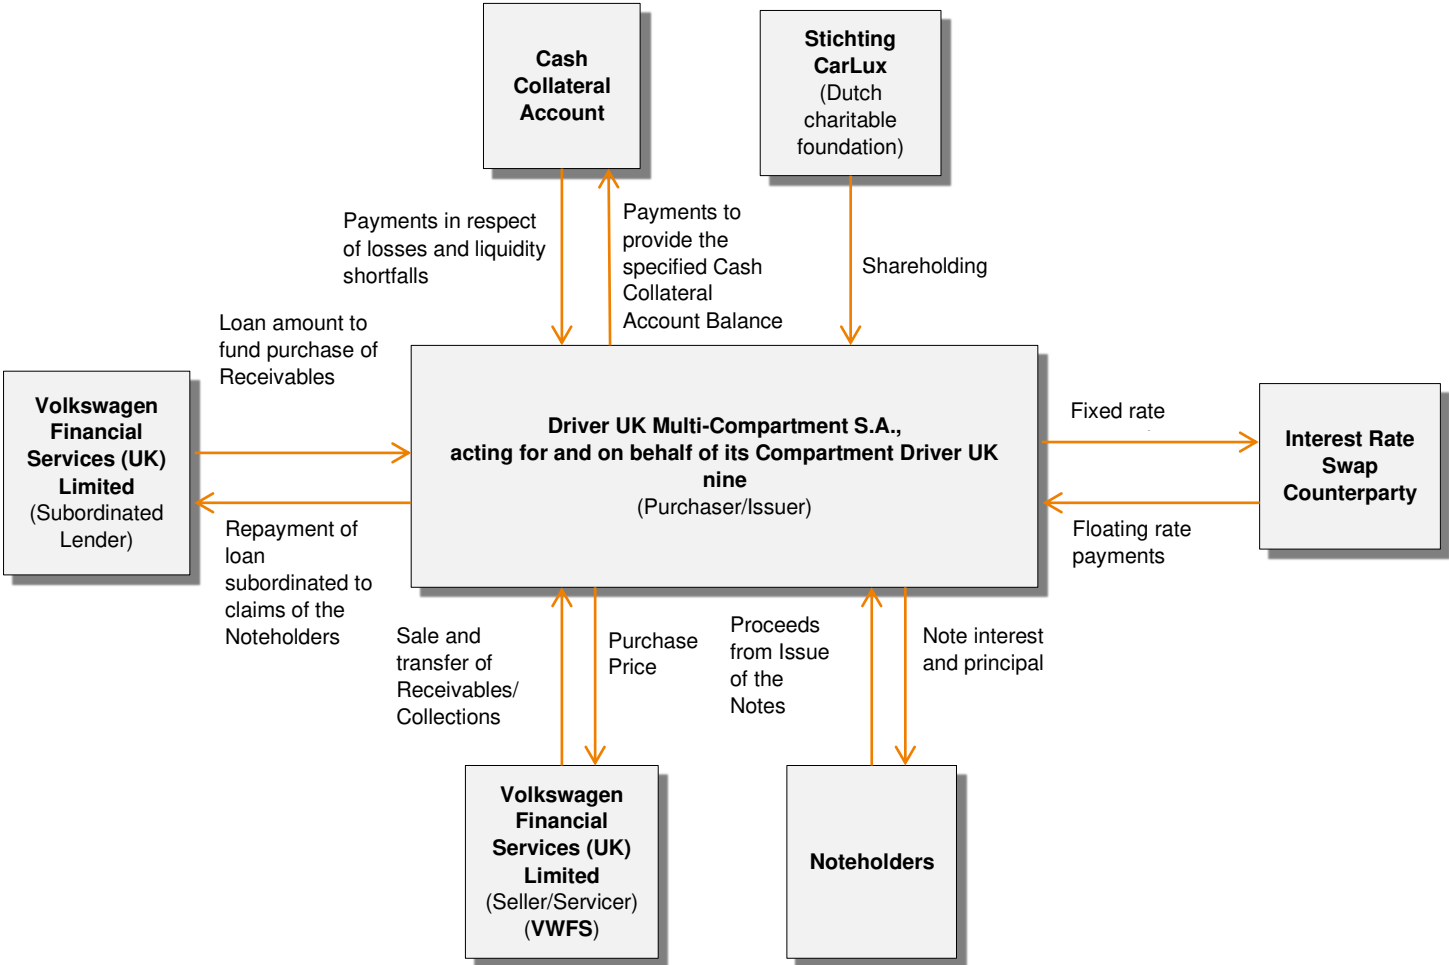 Cash
Collateral
Account
Stichting
CarLux
(Dutch
charitable
foundation)
Payments in respect
of losses and liquidity
shortfalls
Payments to
provide the
specified Cash
Collateral
Account Balance
Shareholding
Loan amount to
fund purchase of
Receivables
Volkswagen
Financial
Services (UK)
Limited
(Subordinated
Lender)
Driver UK Multi-Compartment S.A.,
acting for and on behalf of its Compartment Driver UK
nine
(Purchaser/Issuer)
Fixed rate
Interest Rate
Swap
Counterparty
Floating rate
payments
Repayment of
loan
subordinated to
claims of the
Noteholders
Sale and
transfer of
Receivables/
Collections
Purchase
Price
Proceeds
from Issue
of the
Notes
Note interest
and principal
Volkswagen
Financial
Services (UK)
Limited
(Seller/Servicer)
(VWFS)
Noteholders